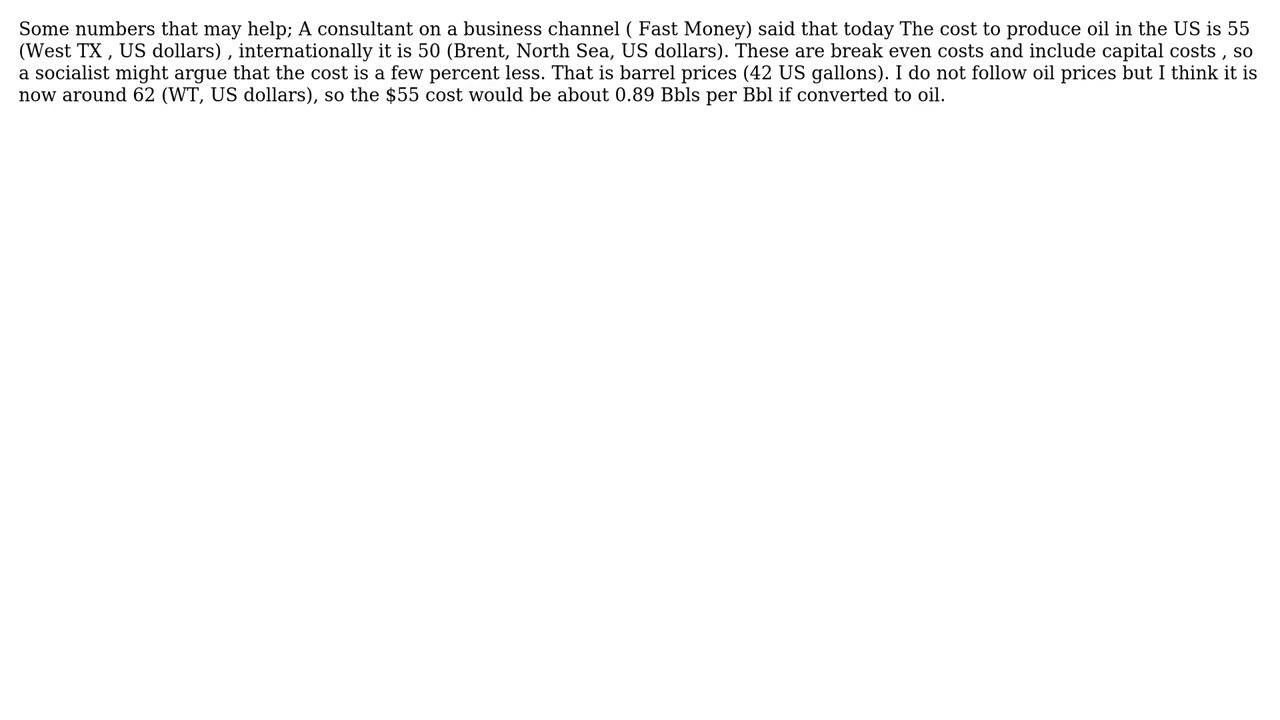 Some numbers that may help; A consultant on a business channel ( Fast Money) said that today The cost to produce oil in the US is 55
(West TX , US dollars) , internationally it is 50 (Brent, North Sea, US dollars). These are break even costs and include capital costs , so
a socialist might argue that the cost is a few percent less. That is barrel prices (42 US gallons). I do not follow oil prices but I think it is
now around 62 (WT, US dollars), so the $55 cost would be about 0.89 Bbls per Bbl if converted to oil.